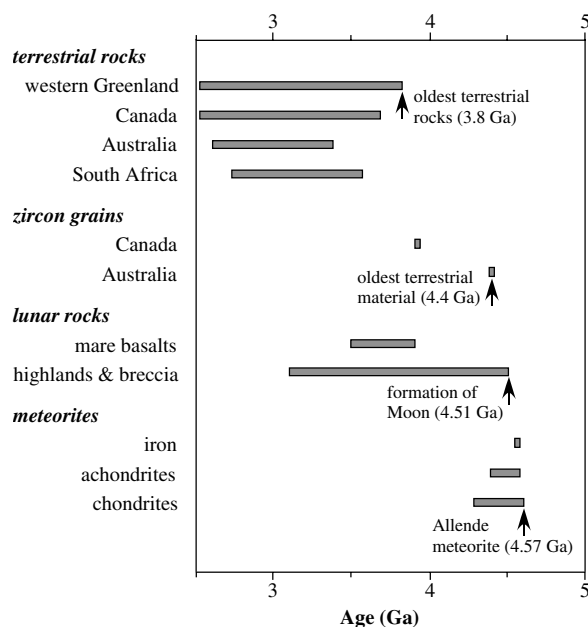 3 4 5
terrestrial rocks
western Greenland
oldest terrestrial
rocks (3.8 Ga)
Canada
Australia
South Africa
zircon grains
Canada
Australia
oldest terrestrial
material (4.4 Ga)
lunar rocks
mare basalts
highlands & breccia
formation of
Moon (4.51 Ga)
meteorites
iron
achondrites
chondrites
Allende
meteorite (4.57 Ga)
3 4 5
Age (Ga)